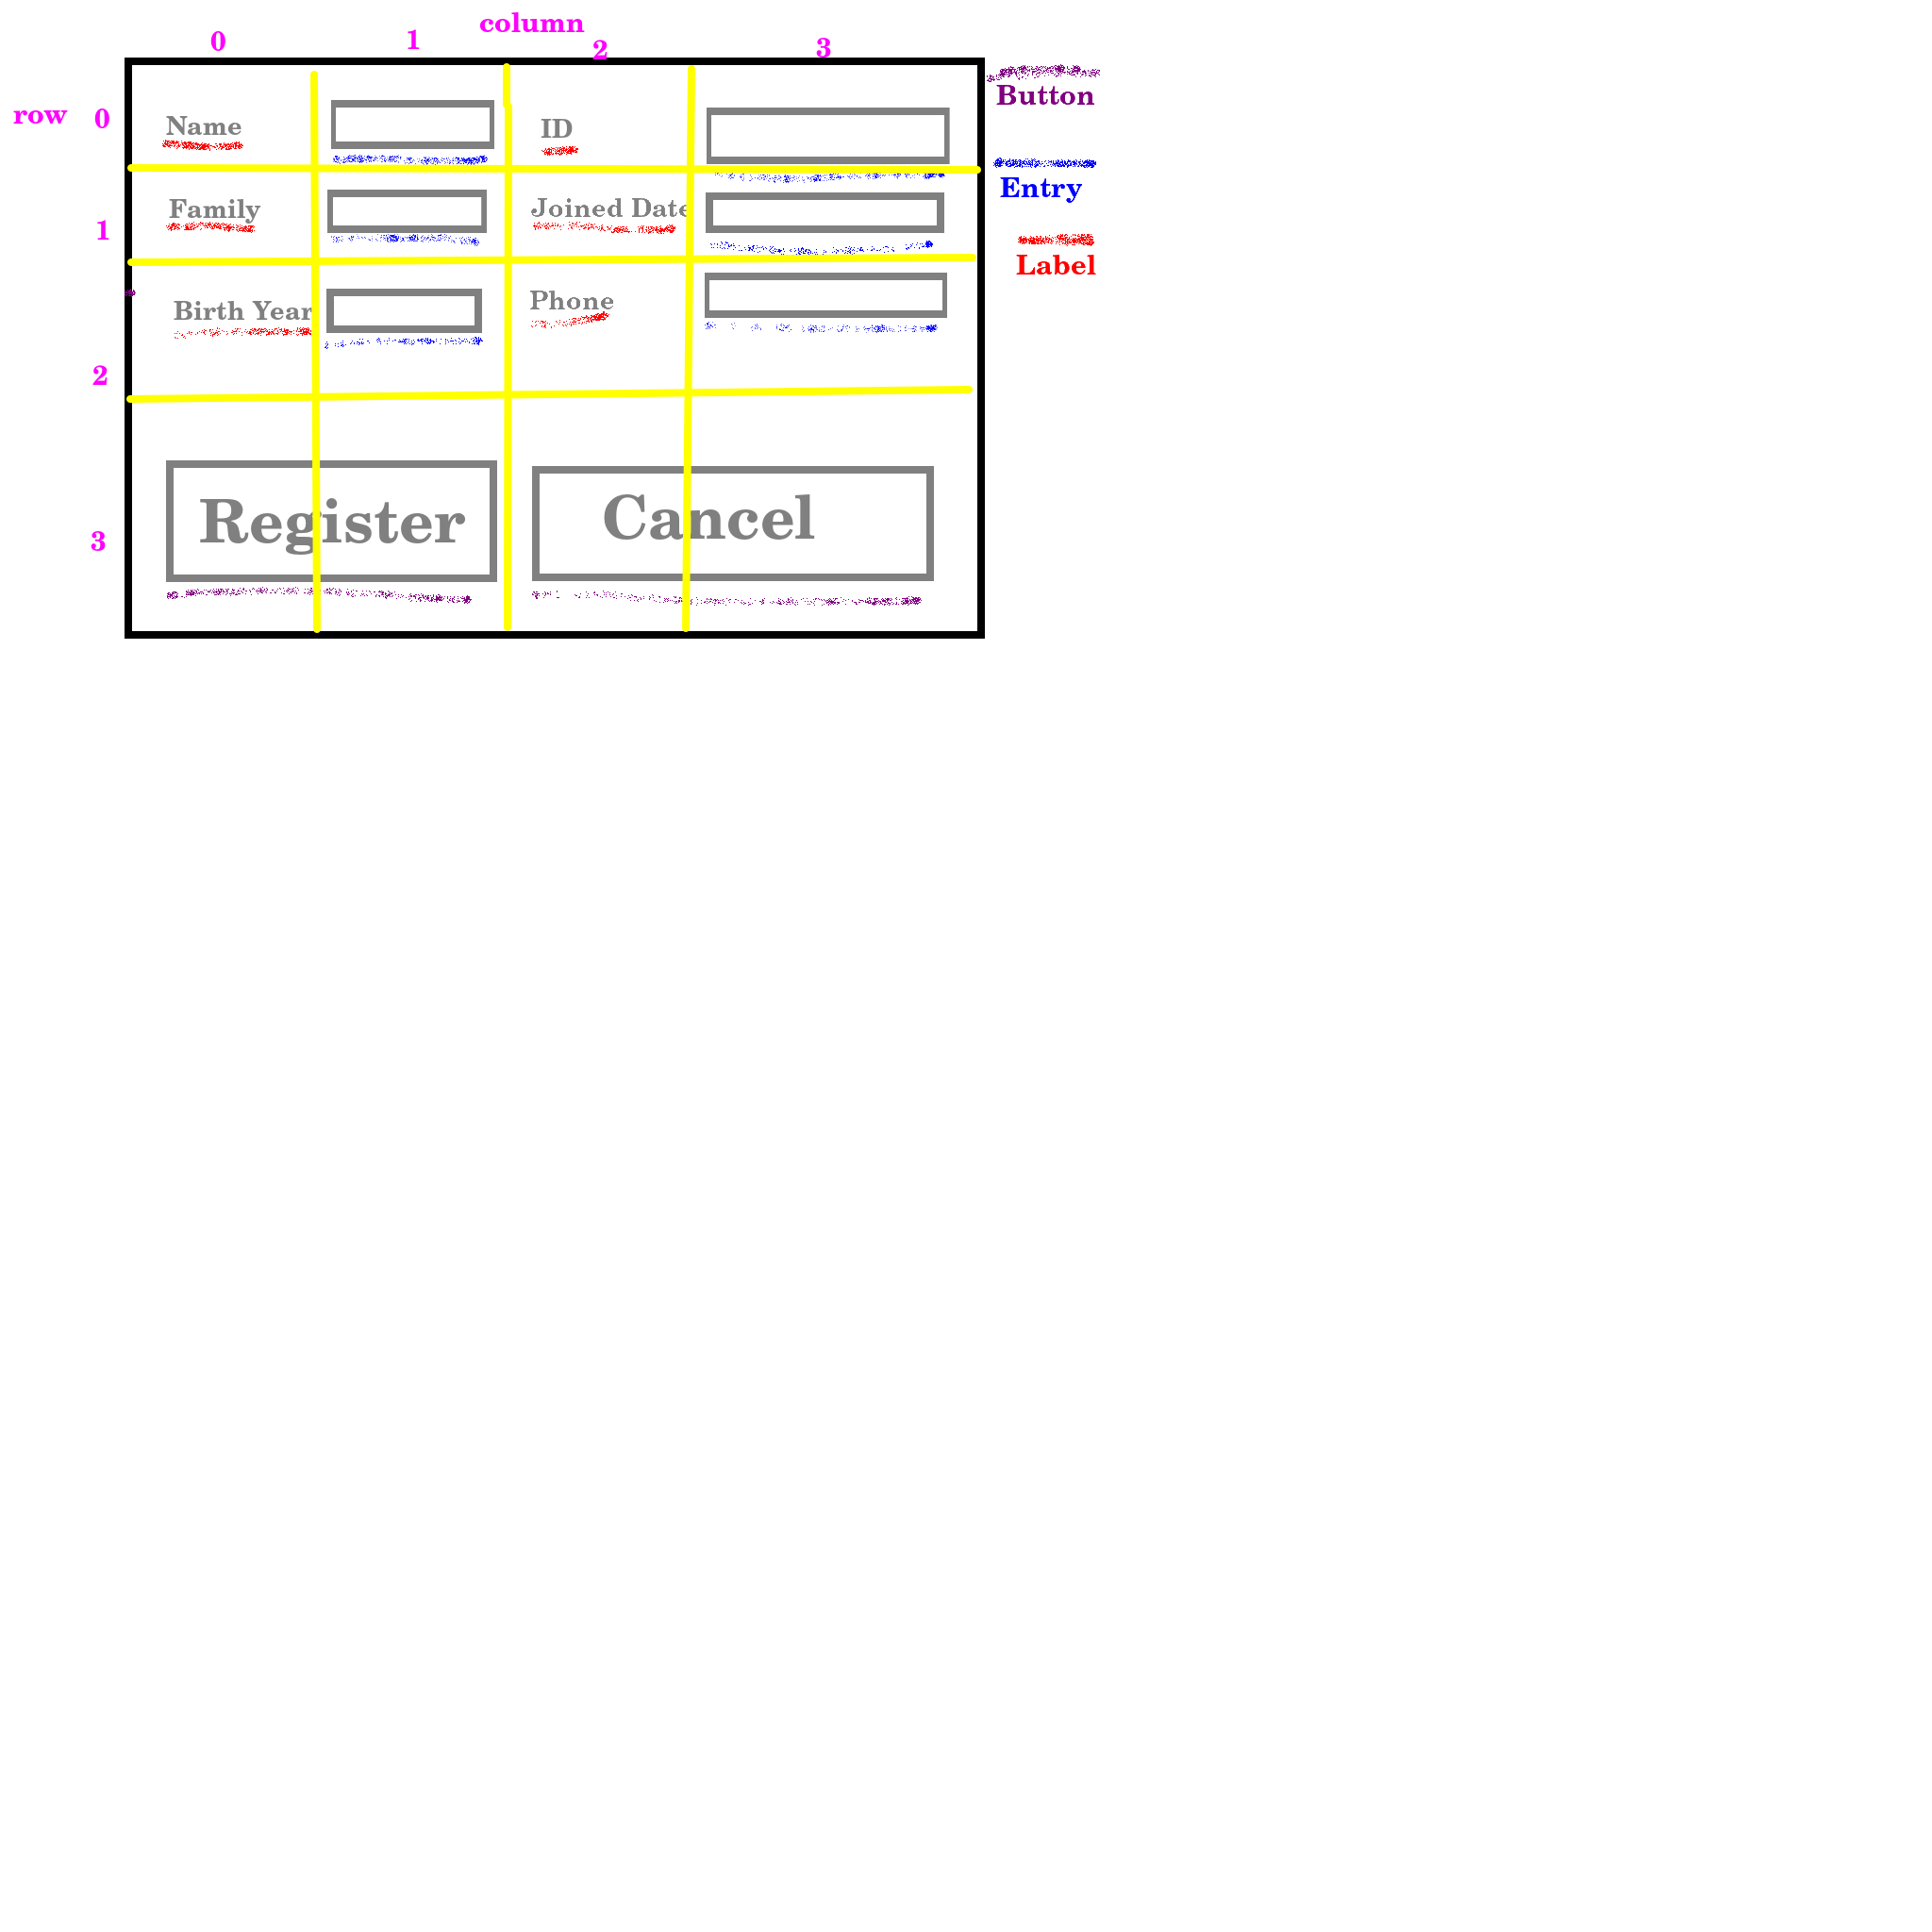 column
0 1 2 3
row 0
Name ID
Button
1
Family Joined Date
Entry
2
Birth Year Phone
Label
3
Register Cancel